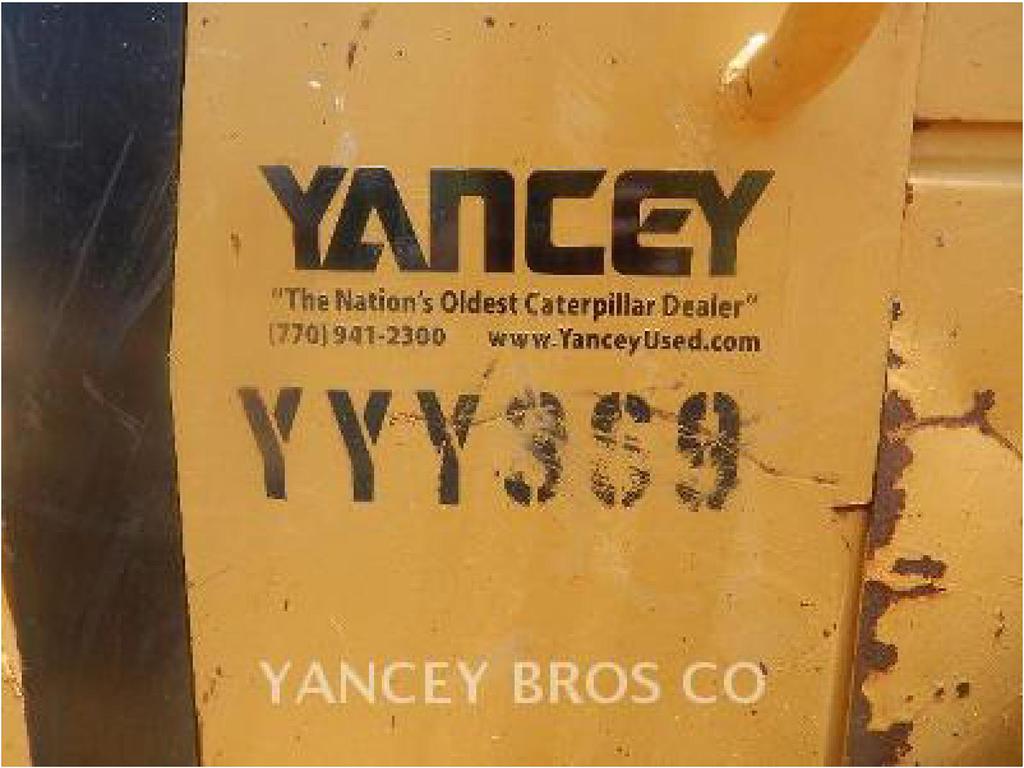 YANCEY
"The Nation's Oldest Caterpillar Dealer"
(770) 941-2300 www.YanceyUsed.com
YYY369
YANCEY BROS CO